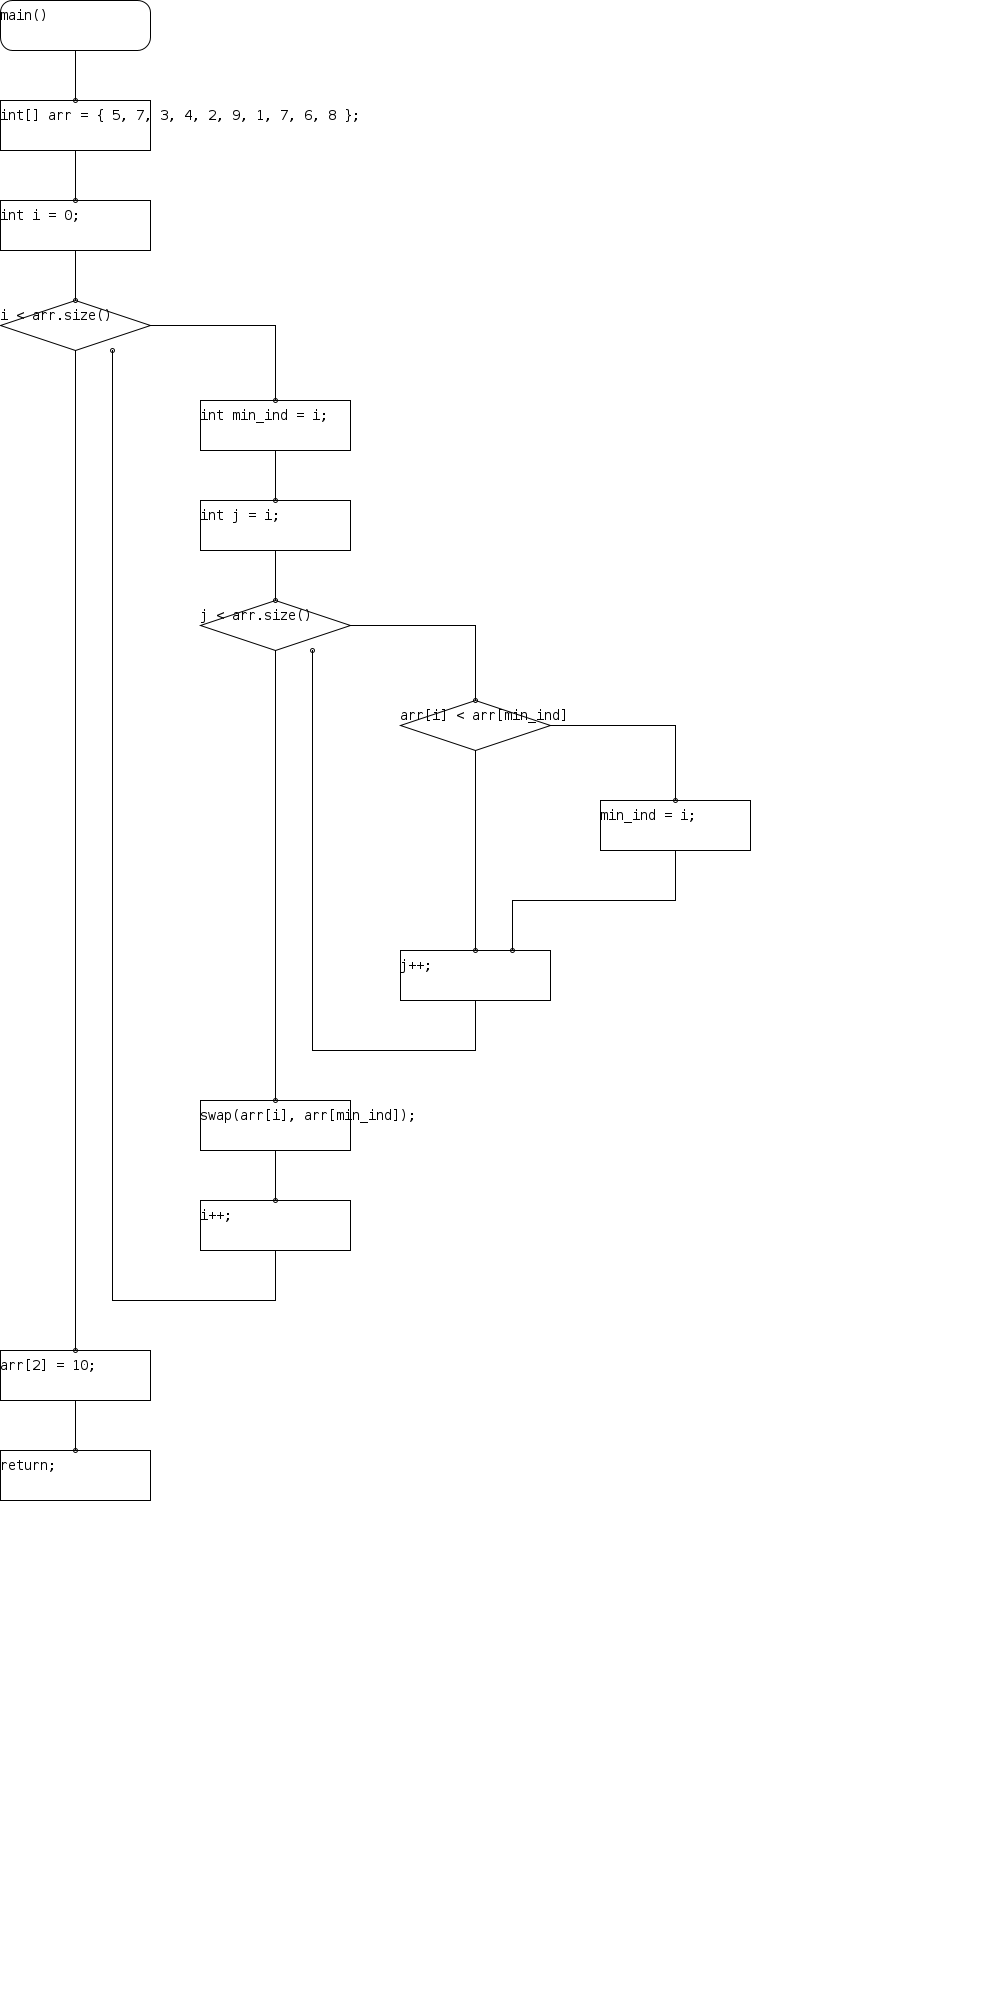 main()
int[] arr = { 5, 7, 3, 4, 2, 9, 1, 7, 6, 8 };
int i = 0;
i < arr.size()
int min_ind = i;
int j = i;
j < arr.size()
arr[i] < arr[min_ind]
min_ind = i;
j++;
swap(arr[i], arr[min_ind]);
i++;
arr[2] = 10;
return;